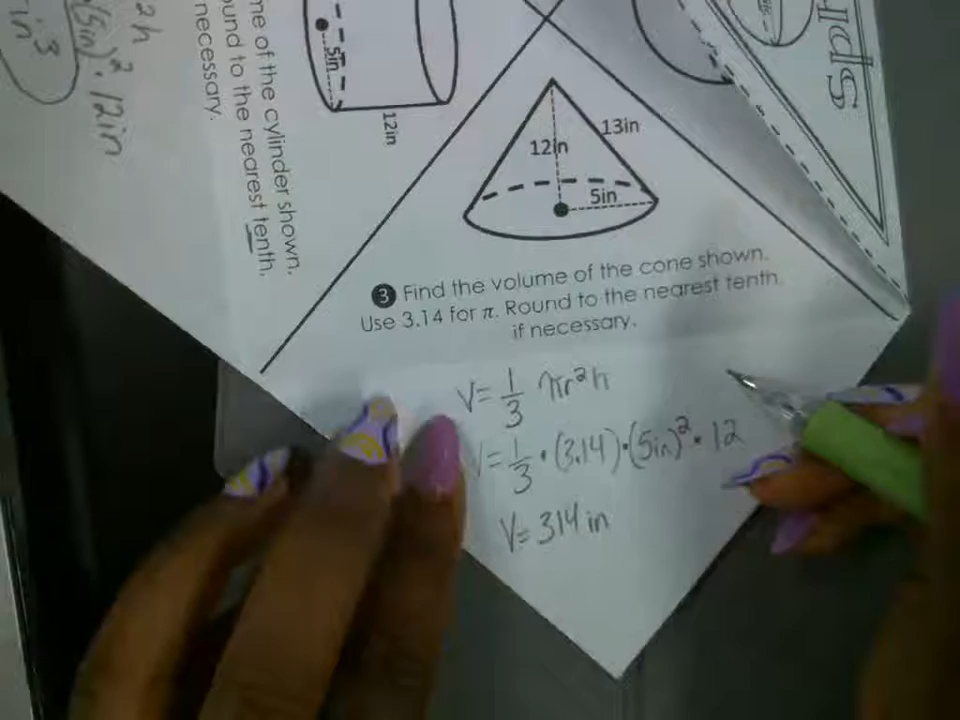 2h
(5in)² · 12in
in³
me of the cylinder shown.
und to the nearest tenth.
necessary.
5in
12in
SPH
13in
12in
5in
3 Find the volume of the cone shown.
Use 3.14 for π. Round to the nearest tenth
if necessary.
V= 1/3 πr²h
V= 1/3 · (3.14) · (5in)² · 12
V= 314 in